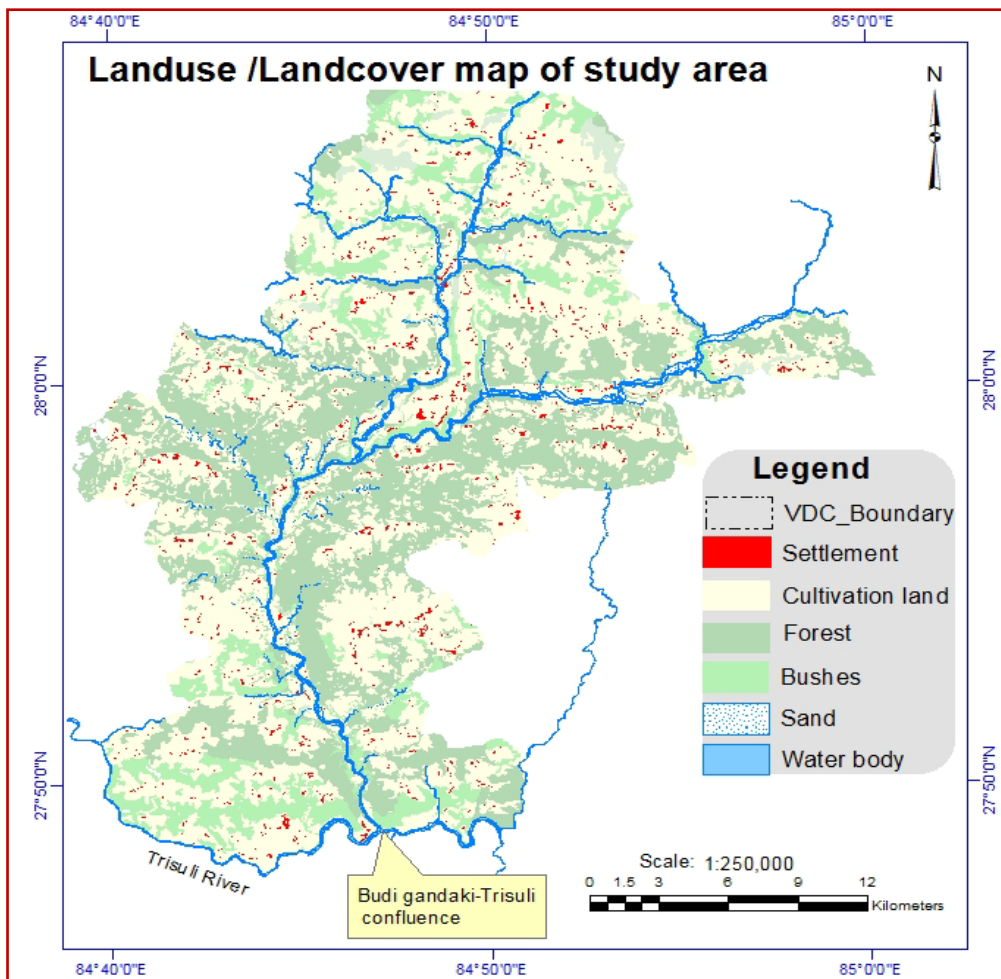 84°40'0"E 84°50'0"E 85°0'0"E
Landuse /Landcover map of study area
N
28°0'0"N 28°0'0"N
Legend
VDC_Boundary
Settlement
Cultivation land
Forest
Bushes
Sand
Water body
27°50'0"N 27°50'0"N
Trisuli River
Budi gandaki-Trisuli
confluence
Scale: 1:250,000
0 1.5 3 6 9 12
Kilometers
84°40'0"E 84°50'0"E 85°0'0"E